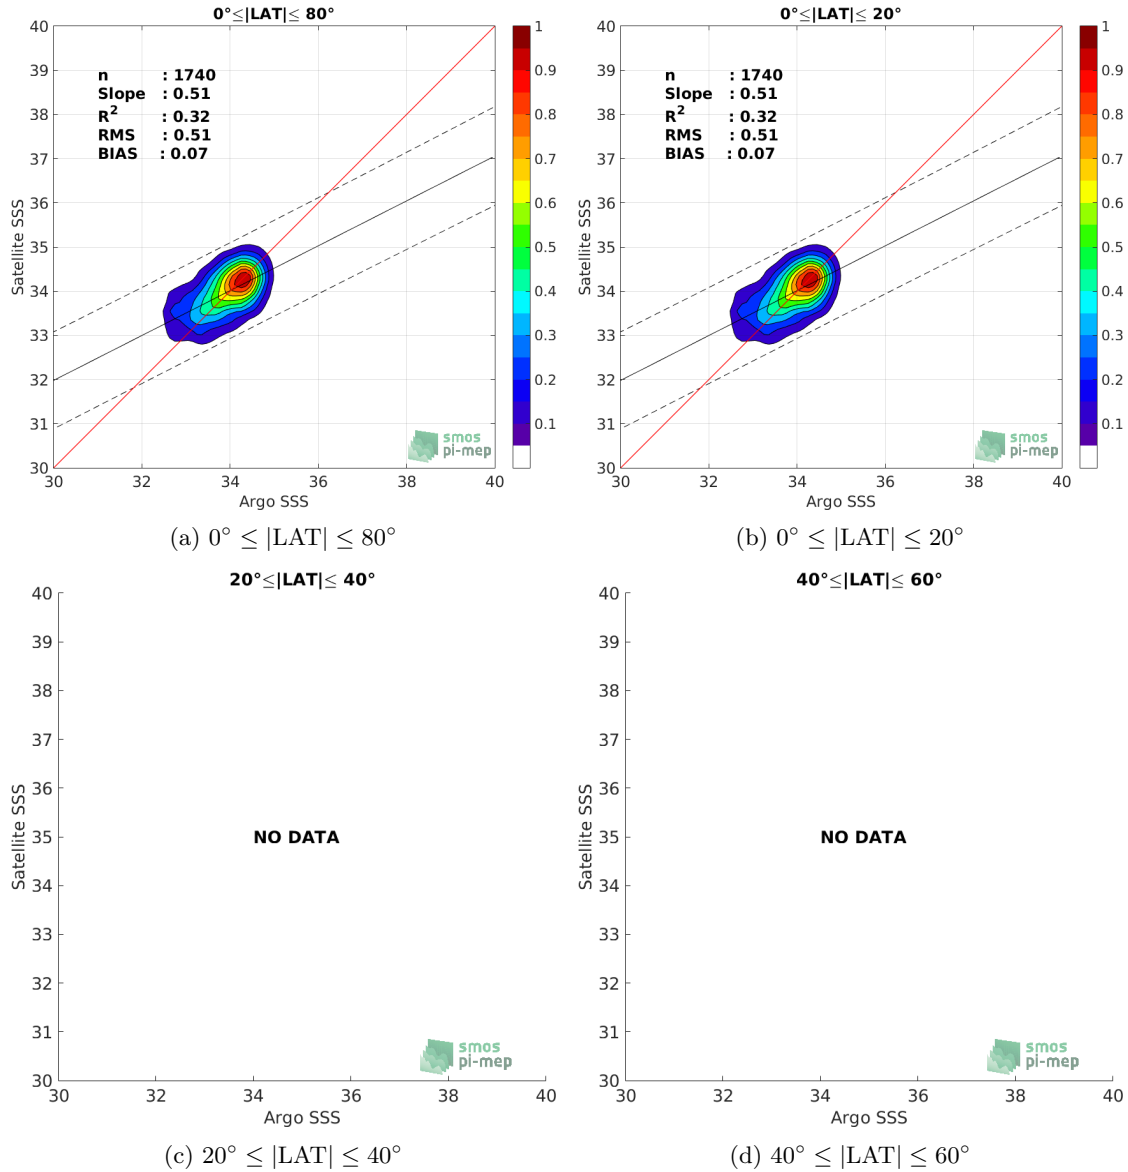 0°≤|LAT|≤ 80°
40
39
38
37
36
35
34
33
32
31
30
Satellite SSS
n : 1740
Slope : 0.51
R² : 0.32
RMS : 0.51
BIAS : 0.07
smos
pi-mep
30 32 34 36 38 40
Argo SSS
1
0.9
0.8
0.7
0.6
0.5
0.4
0.3
0.2
0.1
(a) 0° ≤ |LAT| ≤ 80°
0°≤|LAT|≤ 20°
40
39
38
37
36
35
34
33
32
31
30
Satellite SSS
n : 1740
Slope : 0.51
R² : 0.32
RMS : 0.51
BIAS : 0.07
smos
pi-mep
30 32 34 36 38 40
Argo SSS
1
0.9
0.8
0.7
0.6
0.5
0.4
0.3
0.2
0.1
(b) 0° ≤ |LAT| ≤ 20°
20°≤|LAT|≤ 40°
40
39
38
37
36
35
34
33
32
31
30
Satellite SSS
NO DATA
smos
pi-mep
30 32 34 36 38 40
Argo SSS
(c) 20° ≤ |LAT| ≤ 40°
40°≤|LAT|≤ 60°
40
39
38
37
36
35
34
33
32
31
30
Satellite SSS
NO DATA
smos
pi-mep
30 32 34 36 38 40
Argo SSS
(d) 40° ≤ |LAT| ≤ 60°